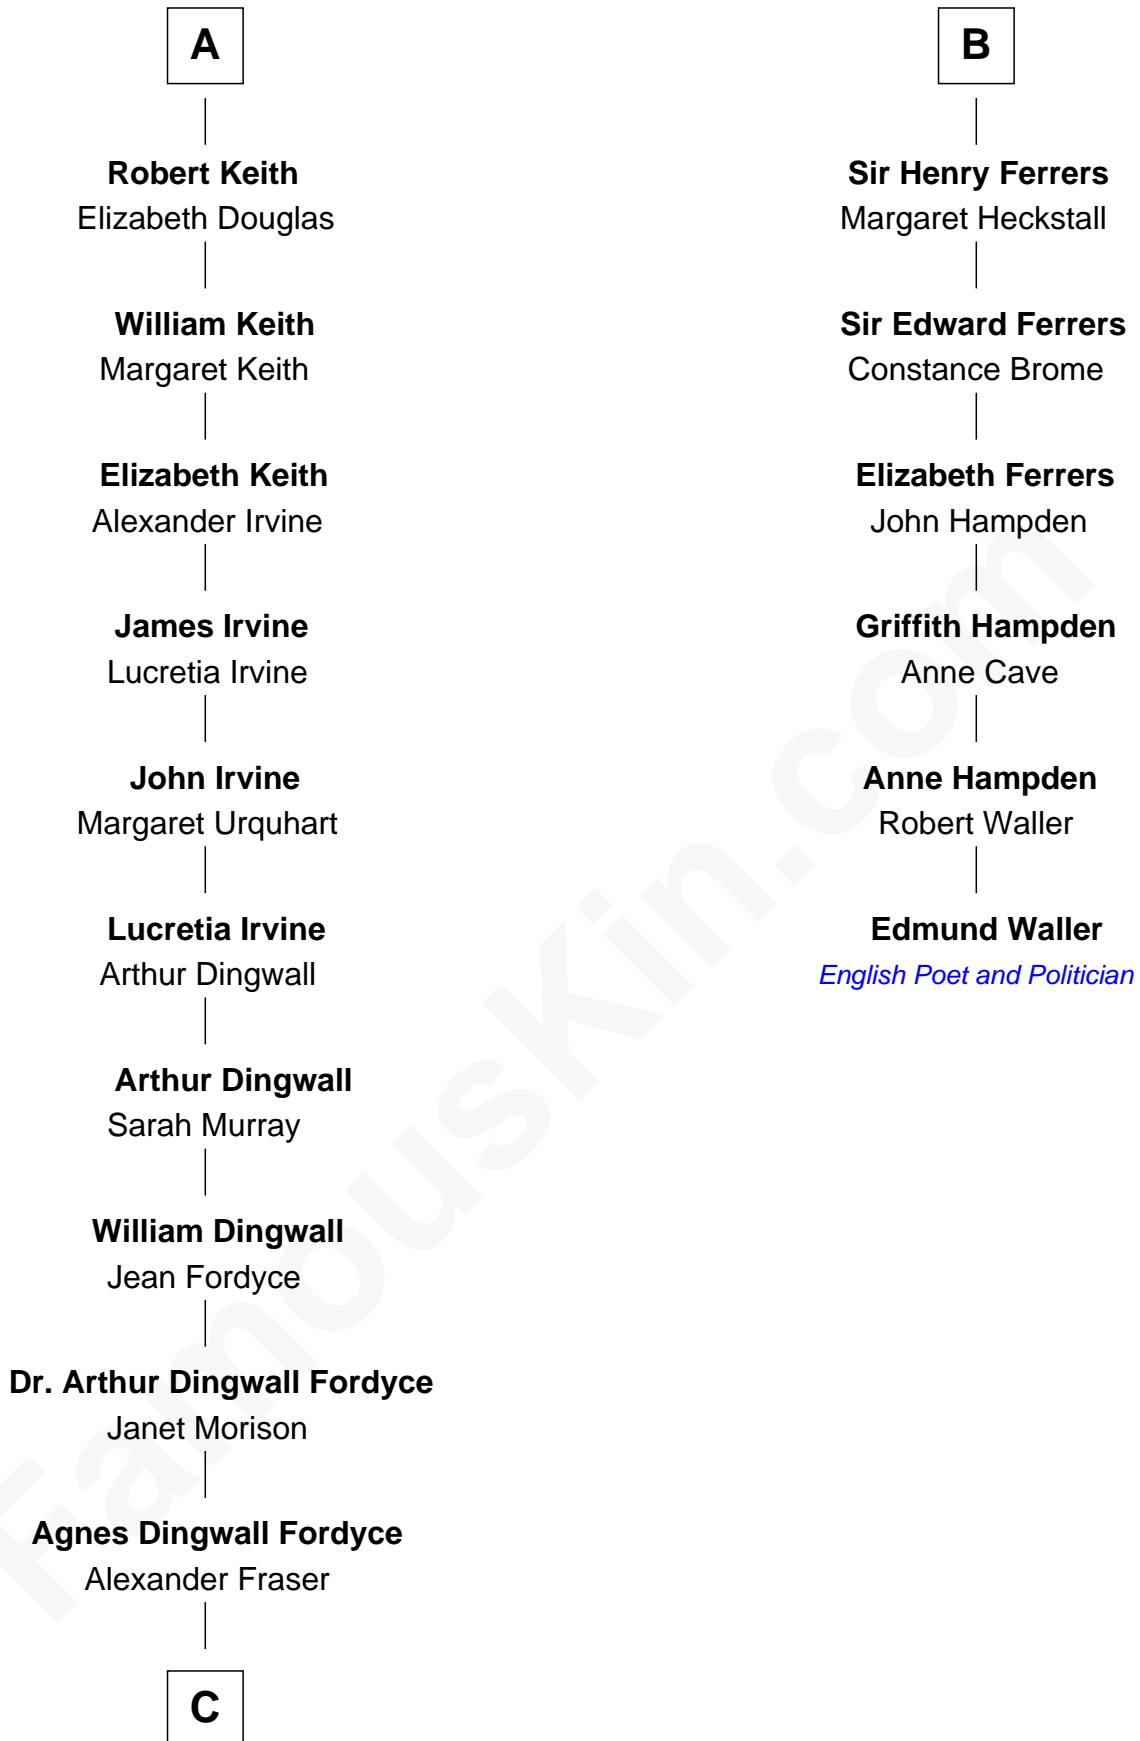 A
Robert Keith
Elizabeth Douglas
William Keith
Margaret Keith
Elizabeth Keith
Alexander Irvine
James Irvine
Lucretia Irvine
John Irvine
Margaret Urquhart
Lucretia Irvine
Arthur Dingwall
Arthur Dingwall
Sarah Murray
William Dingwall
Jean Fordyce
Dr. Arthur Dingwall Fordyce
Janet Morison
Agnes Dingwall Fordyce
Alexander Fraser
C
B
Sir Henry Ferrers
Margaret Heckstall
Sir Edward Ferrers
Constance Brome
Elizabeth Ferrers
John Hampden
Griffith Hampden
Anne Cave
Anne Hampden
Robert Waller
Edmund Waller
English Poet and Politician
FamousKin.com